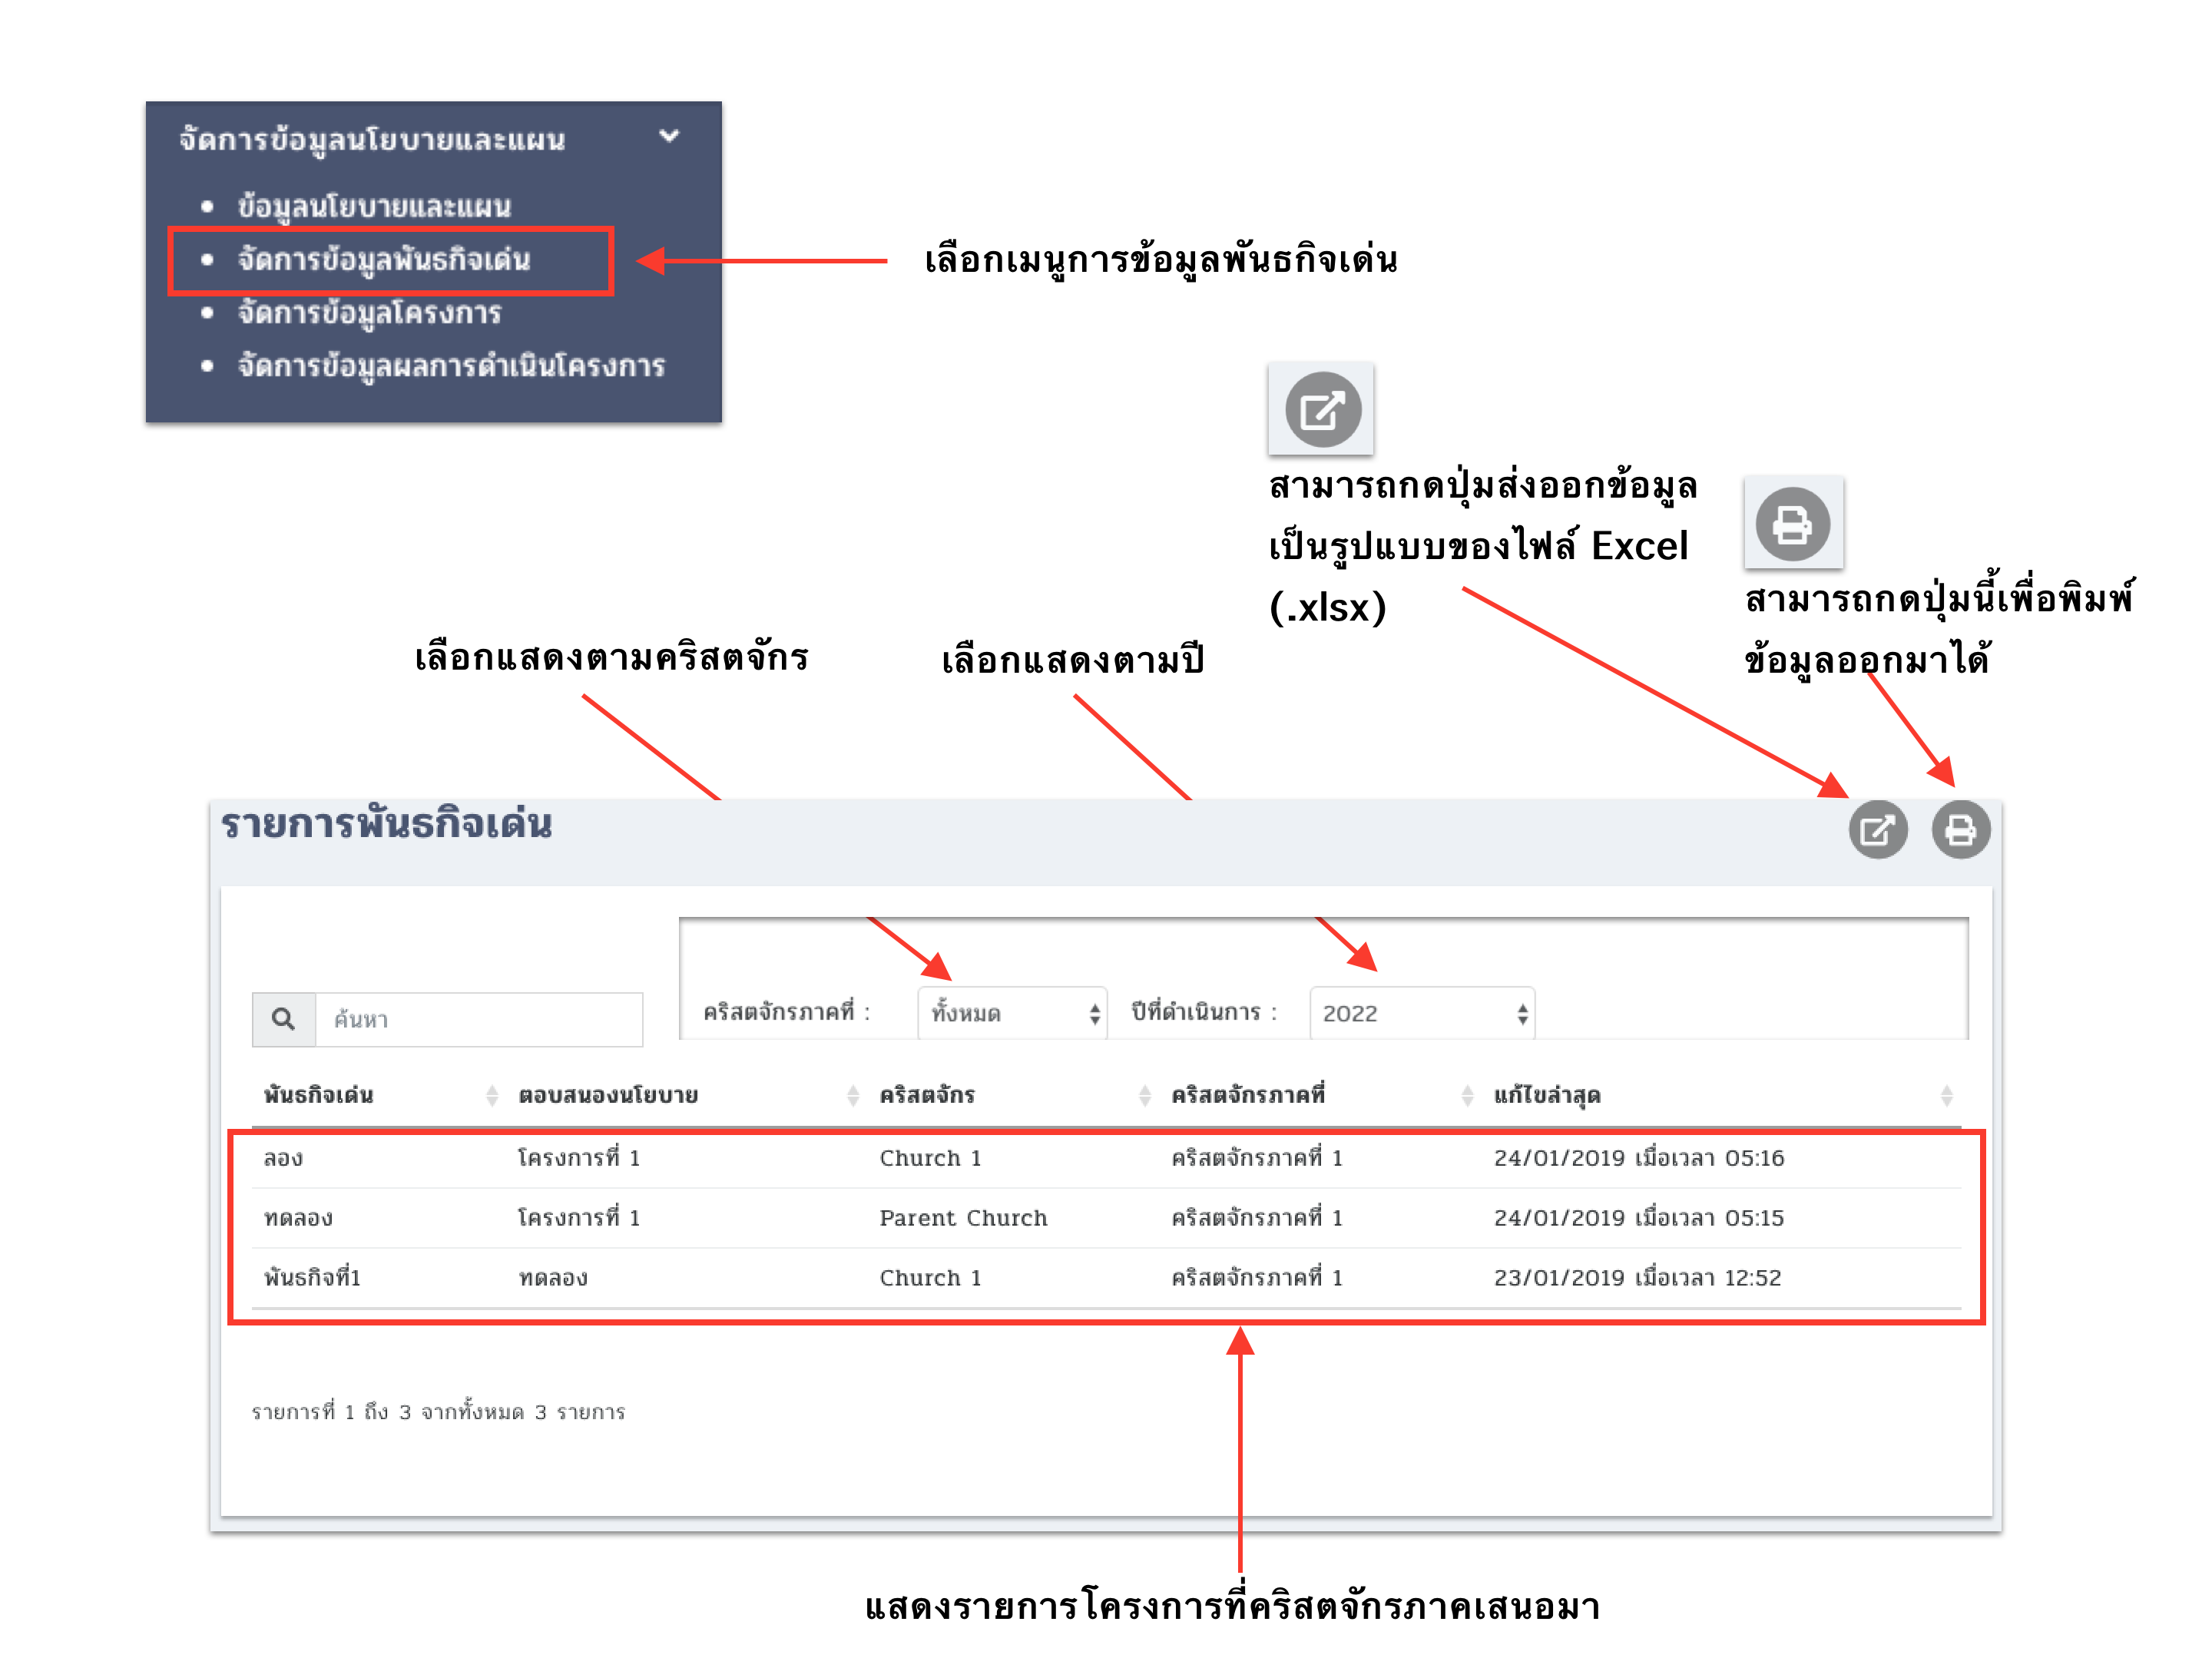 จัดการข้อมูลนโยบายและแผน
ข้อมูลนโยบายและแผน
จัดการข้อมูลพันธกิจเด่น
จัดการข้อมูลโครงการ
จัดการข้อมูลผลการดำเนินโครงการ
เลือกเมนูการข้อมูลพันธกิจเด่น
สามารถกดปุ่มส่งออกข้อมูล
เป็นรูปแบบของไฟล์ Excel
(.xlsx)
สามารถกดปุ่มนี้เพื่อพิมพ์
ข้อมูลออกมาได้
เลือกแสดงตามคริสตจักร
เลือกแสดงตามปี
รายการพันธกิจเด่น
ค้นหา
คริสตจักรภาคที่ : ทั้งหมด ปีที่ดำเนินการ : 2022
พันธกิจเด่น ตอบสนองนโยบาย คริสตจักร คริสตจักรภาคที่ แก้ไขล่าสุด
ลอง โครงการที่ 1 Church 1 คริสตจักรภาคที่ 1 24/01/2019 เมื่อเวลา 05:16
ทดลอง โครงการที่ 1 Parent Church คริสตจักรภาคที่ 1 24/01/2019 เมื่อเวลา 05:15
พันธกิจที่1 ทดลอง Church 1 คริสตจักรภาคที่ 1 23/01/2019 เมื่อเวลา 12:52
รายการที่ 1 ถึง 3 จากทั้งหมด 3 รายการ
แสดงรายการโครงการที่คริสตจักรภาคเสนอมา